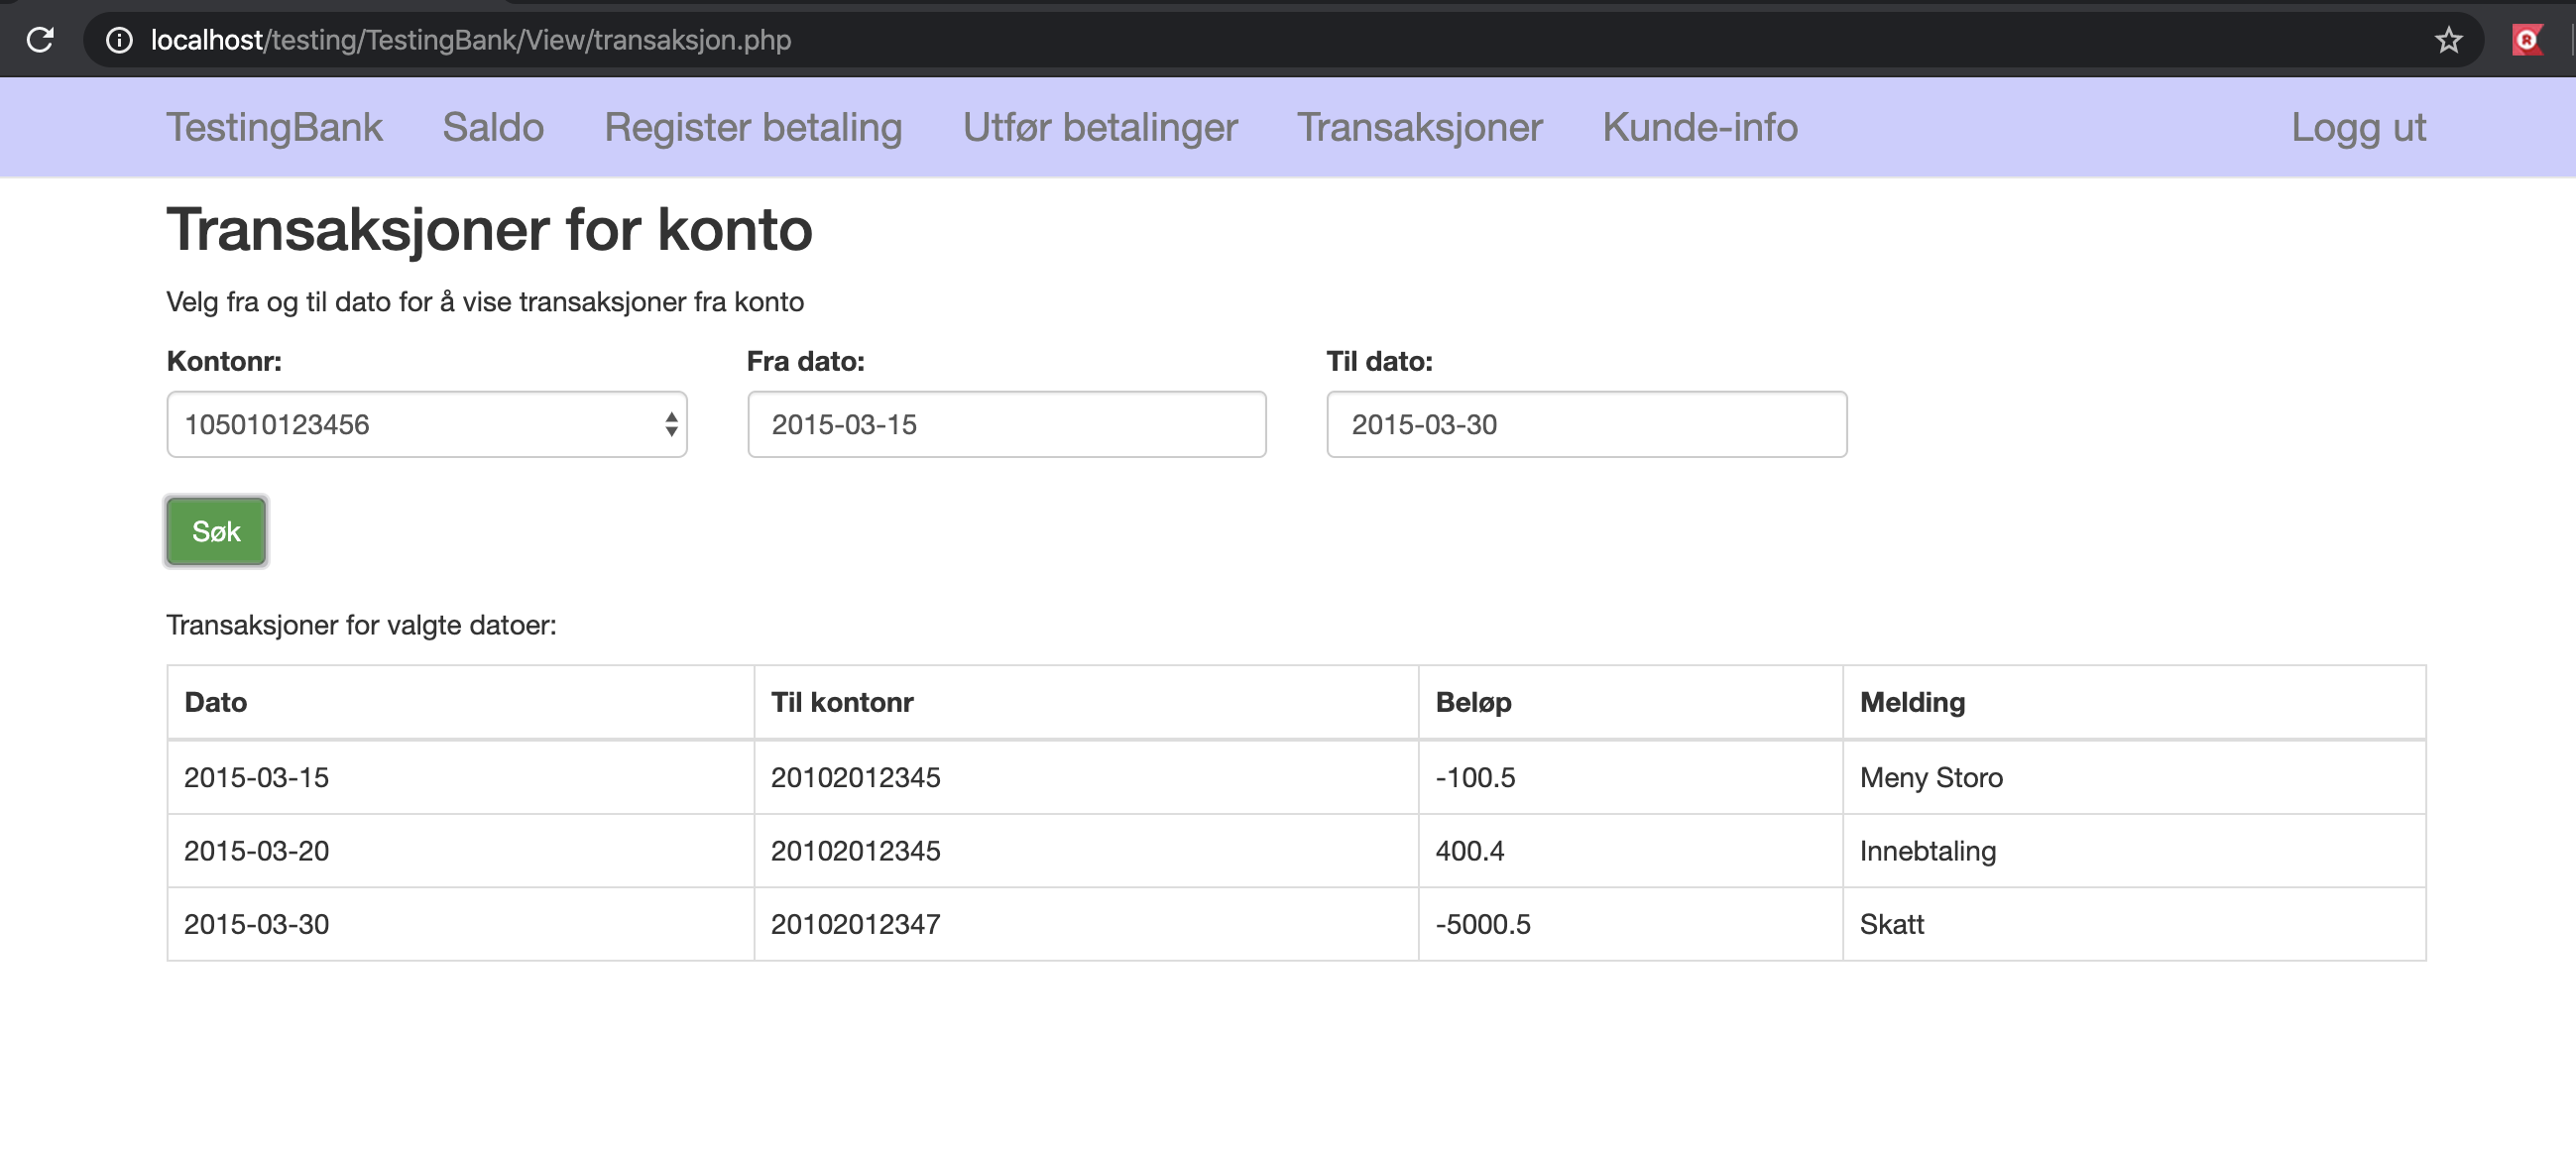 localhost/testing/TestingBank/View/transaksjon.php
TestingBank Saldo Register betaling Utfør betalinger Transaksjoner Kunde-info Logg ut
Transaksjoner for konto
Velg fra og til dato for å vise transaksjoner fra konto
Kontonr: Fra dato: Til dato:
105010123456 2015-03-15 2015-03-30
Søk
Transaksjoner for valgte datoer:
Dato Til kontonr Beløp Melding
2015-03-15 20102012345 -100.5 Meny Storo
2015-03-20 20102012345 400.4 Innebtaling
2015-03-30 20102012347 -5000.5 Skatt